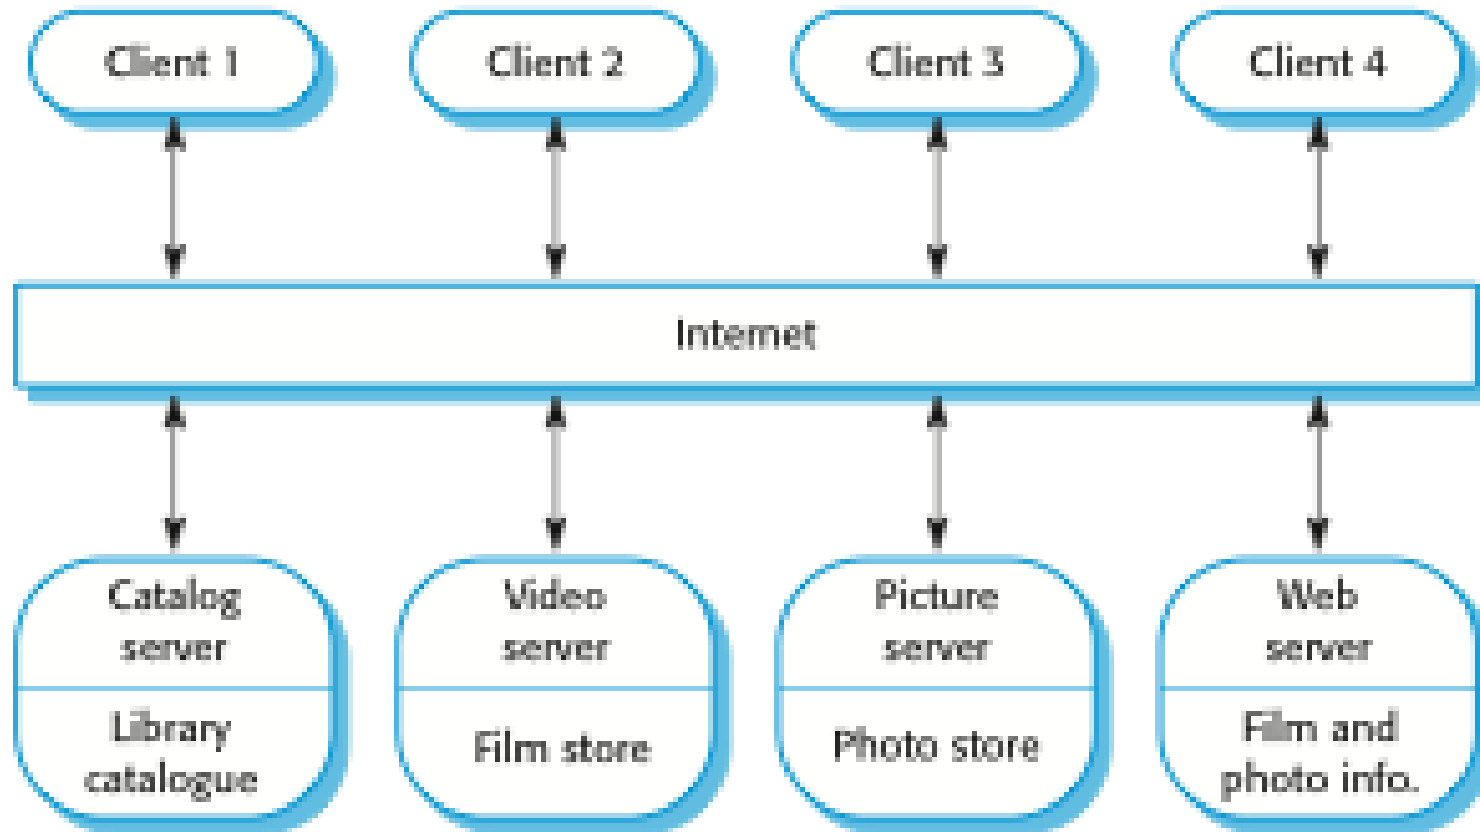 Client 1
Client 2
Client 3
Client 4
Internet
Catalog
server
Library
catalogue
Video
server
Film store
Picture
server
Photo store
Web
server
Film and
photo info.